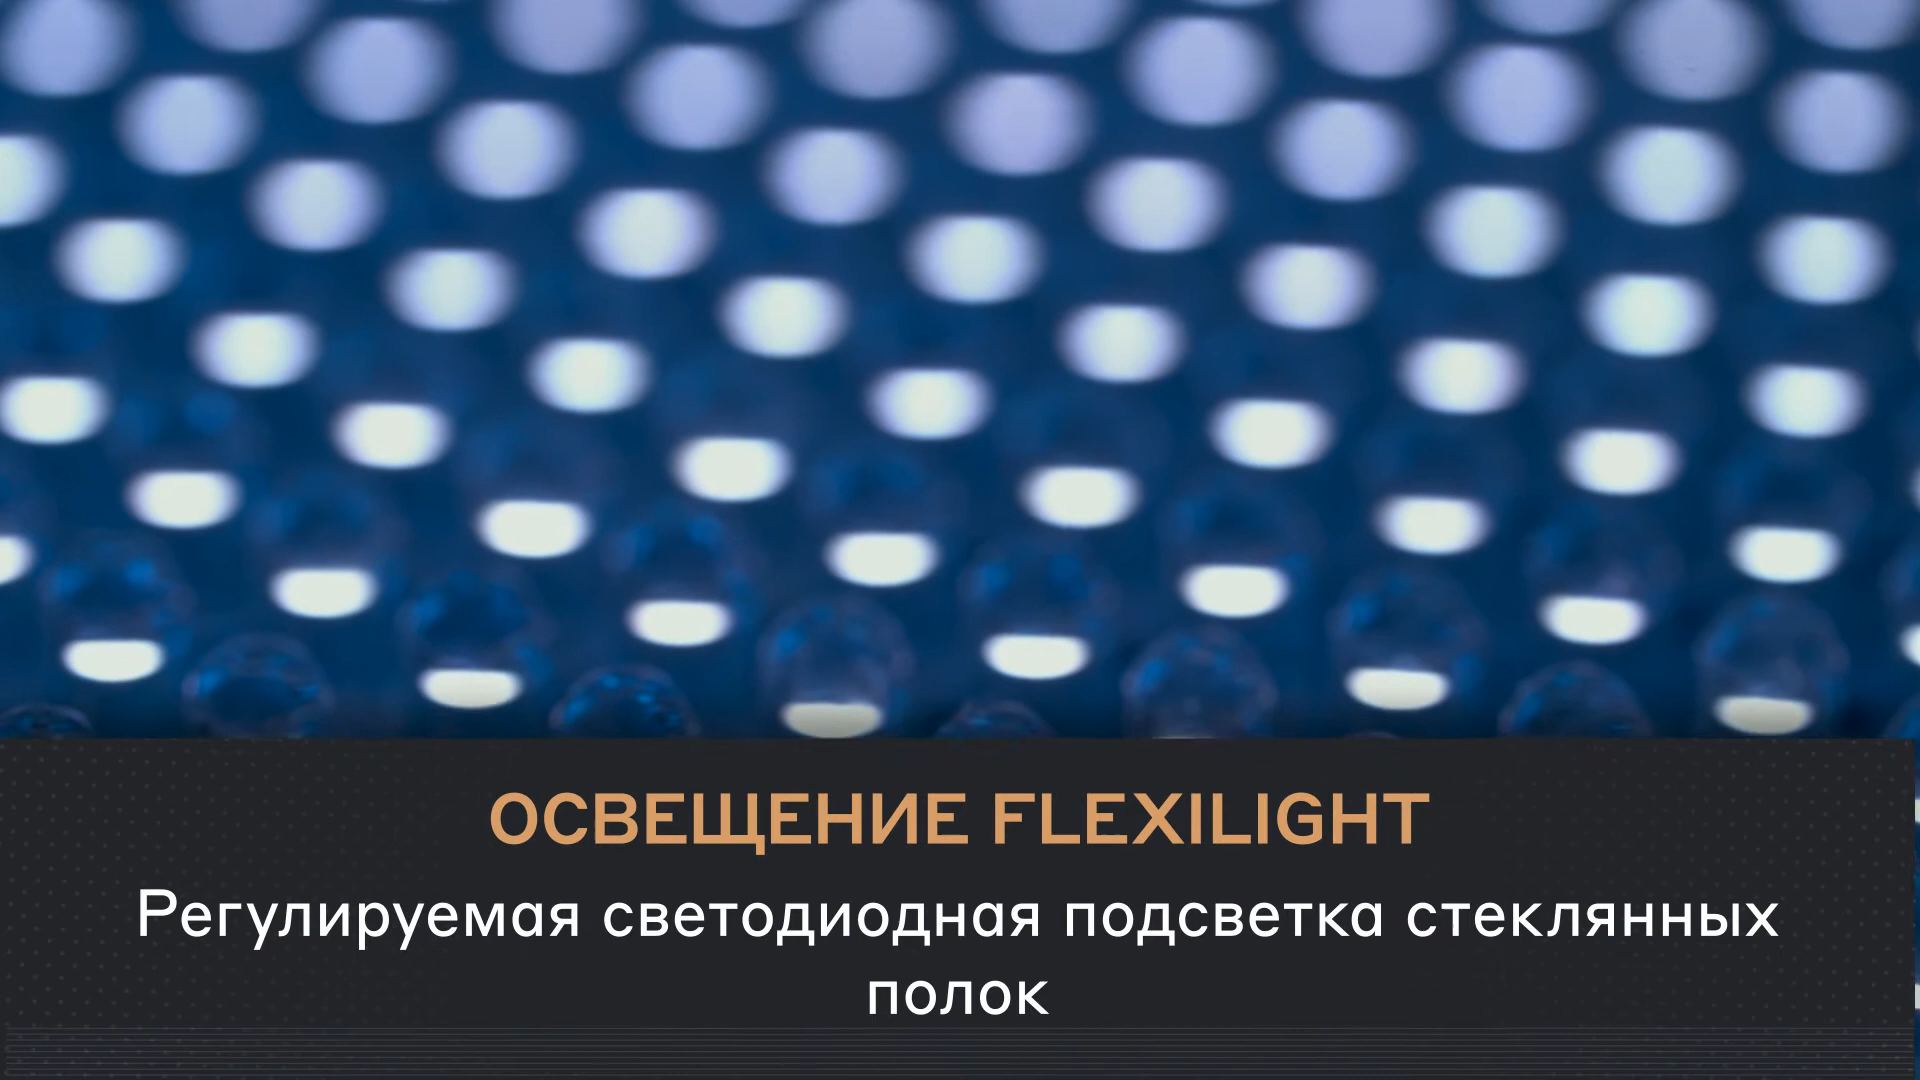 ОСВЕЩЕНИЕ FLEXILIGHT
Регулируемая светодиодная подсветка стеклянных
полок